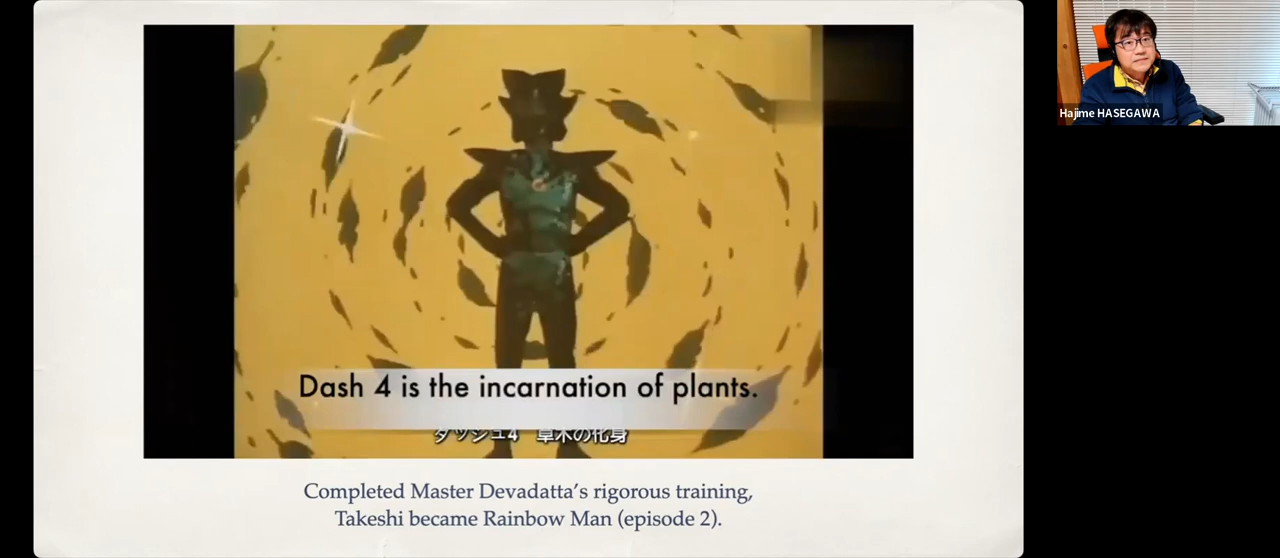 Dash 4 is the incarnation of plants.
ダッシュ4 草木の化身
Completed Master Devadatta’s rigorous training,
Takeshi became Rainbow Man (episode 2).
Hajime HASEGAWA